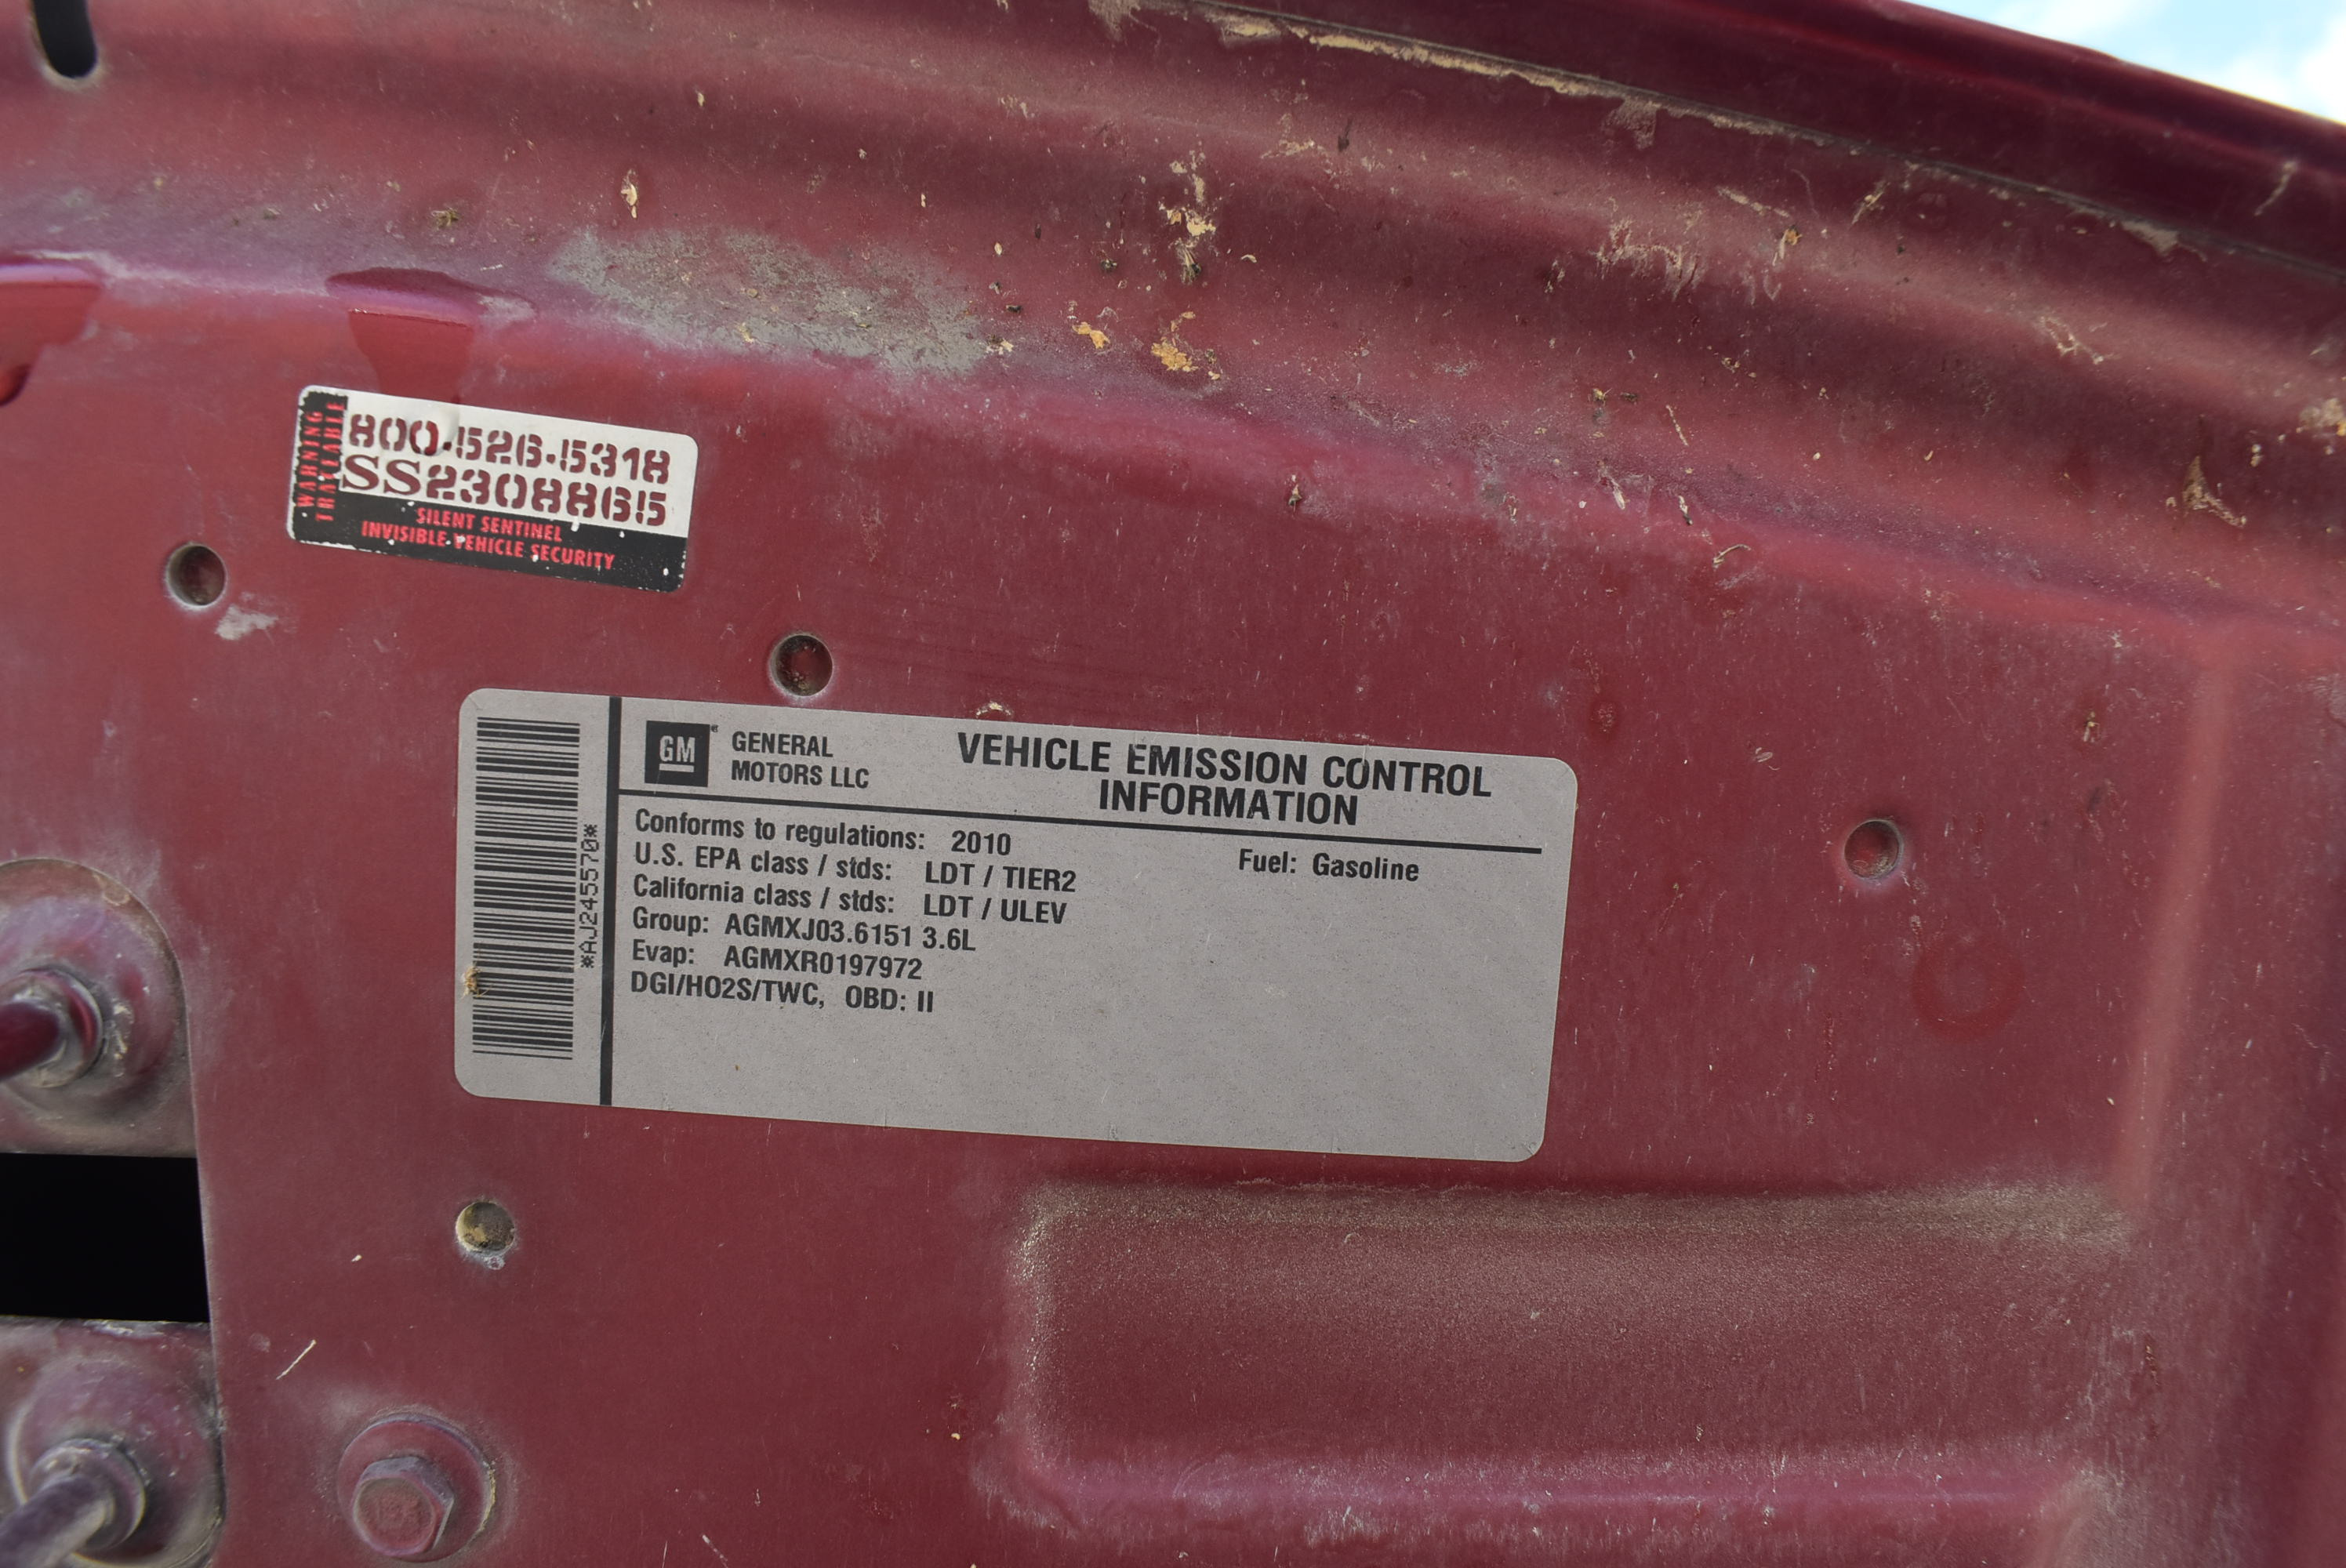 WARNING
TRACEABLE
800.526.5318
SS2308865
SILENT SENTINEL
INVISIBLE VEHICLE SECURITY
*AJ2455570*
GM
GENERAL
MOTORS LLC
VEHICLE EMISSION CONTROL
INFORMATION
Conforms to regulations: 2010
Fuel: Gasoline
U.S. EPA class / stds: LDT / TIER2
California class / stds: LDT / ULEV
Group: AGMXJ03.6151 3.6L
Evap: AGMXR0197972
DGI/HO2S/TWC, OBD: II